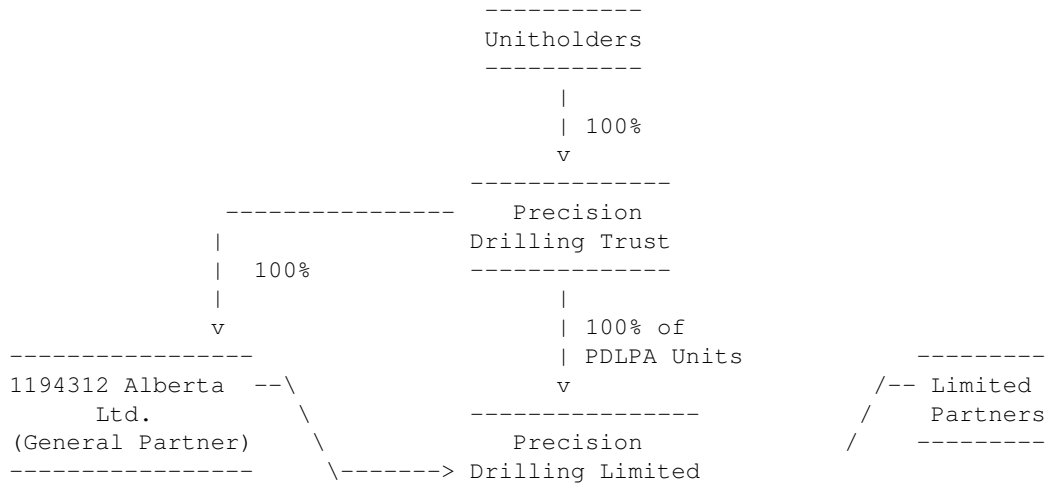 Unitholders
100%
Precision
Drilling Trust
100%
100% of
PDLPA Units
1194312 Alberta
Ltd.
(General Partner)
Limited
Partners
Precision
Drilling Limited